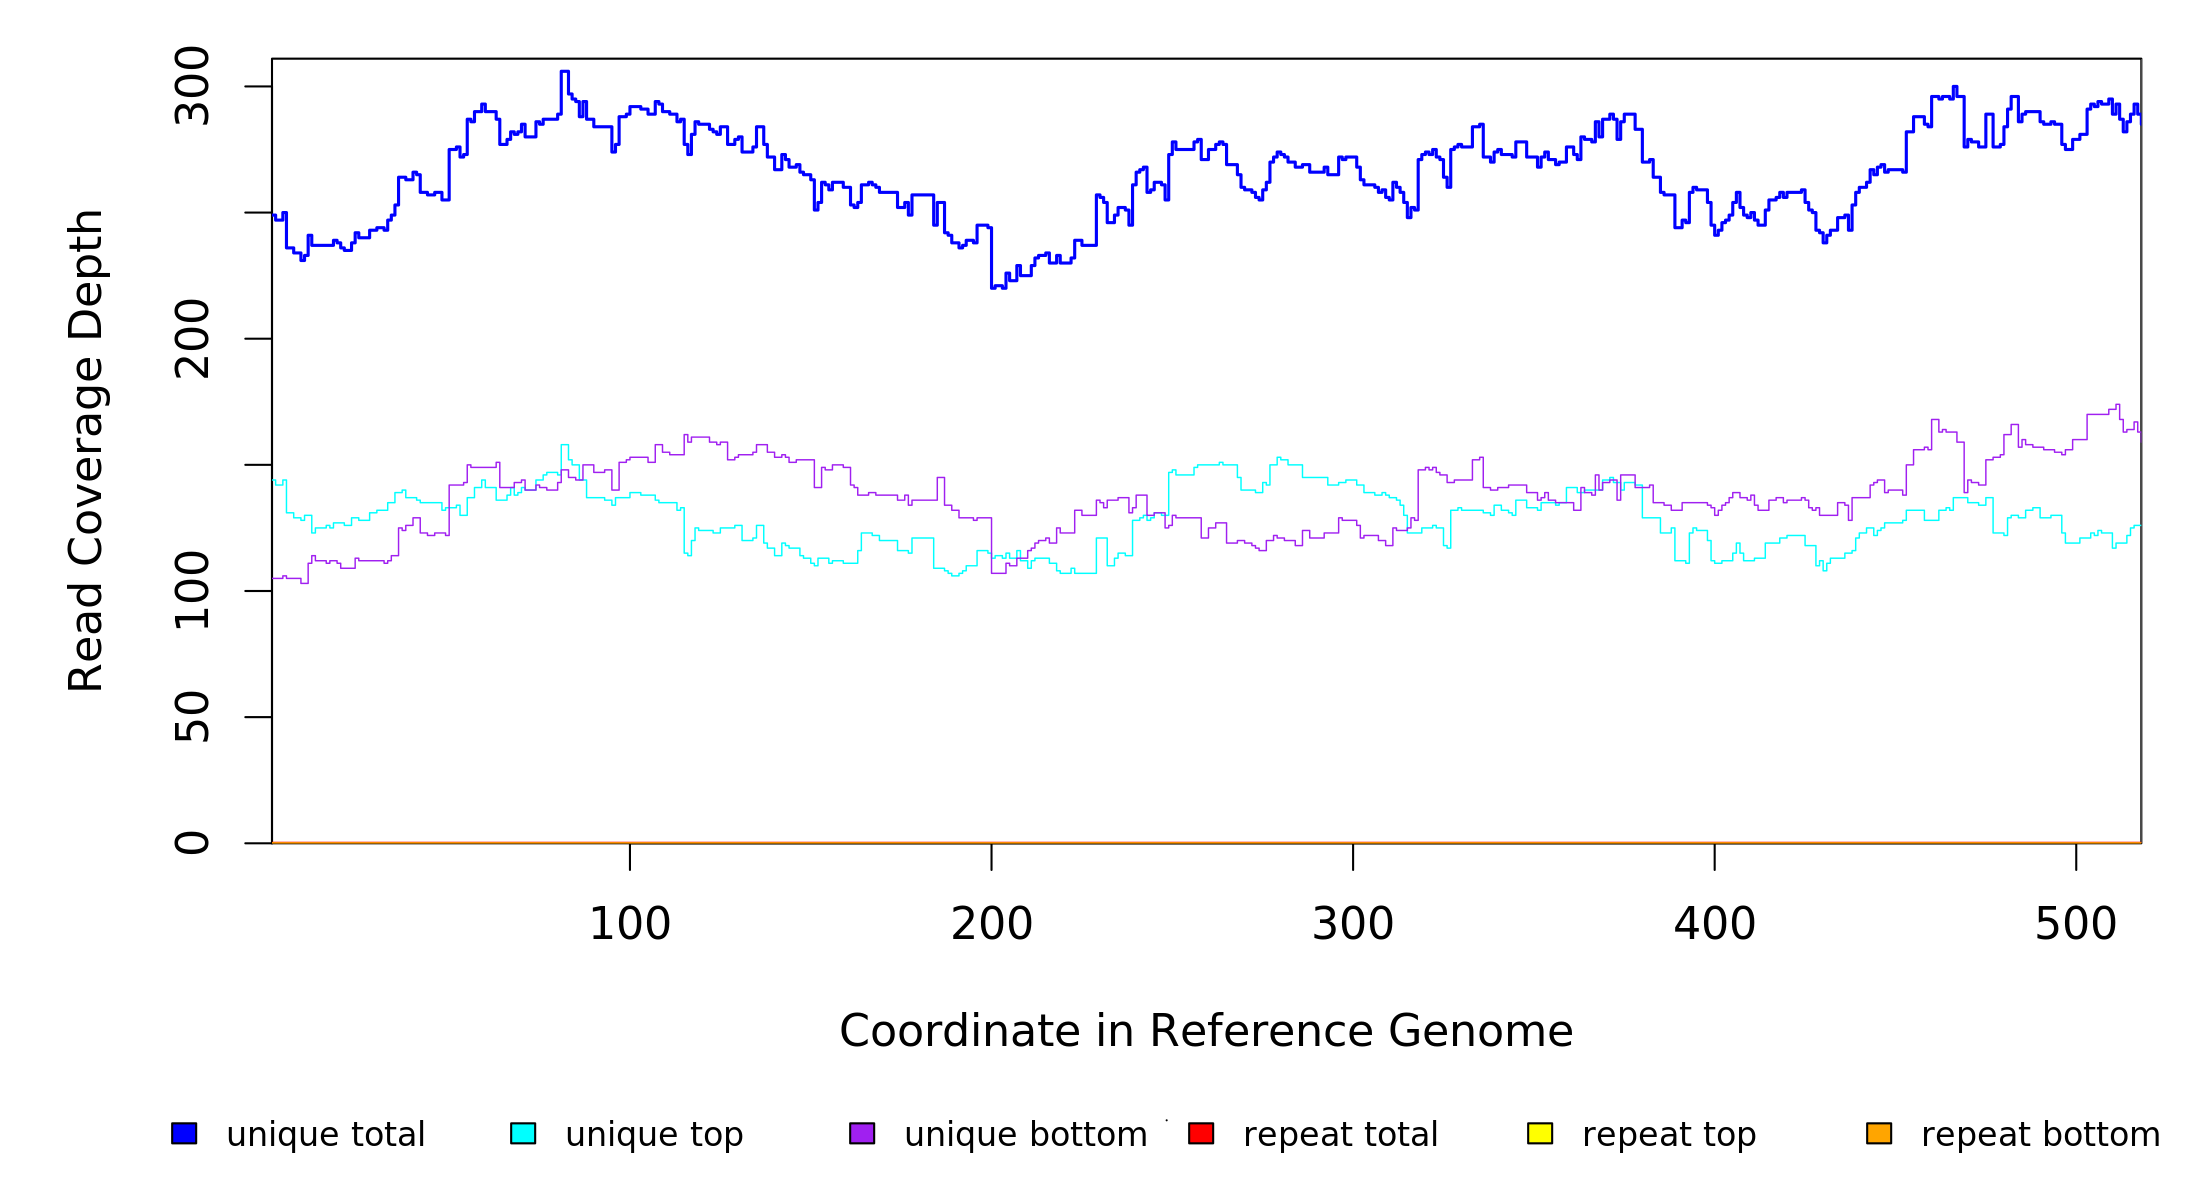 Read Coverage Depth
300
200
100
50
0
100 200 300 400 500
Coordinate in Reference Genome
unique total unique top unique bottom repeat total repeat top repeat bottom